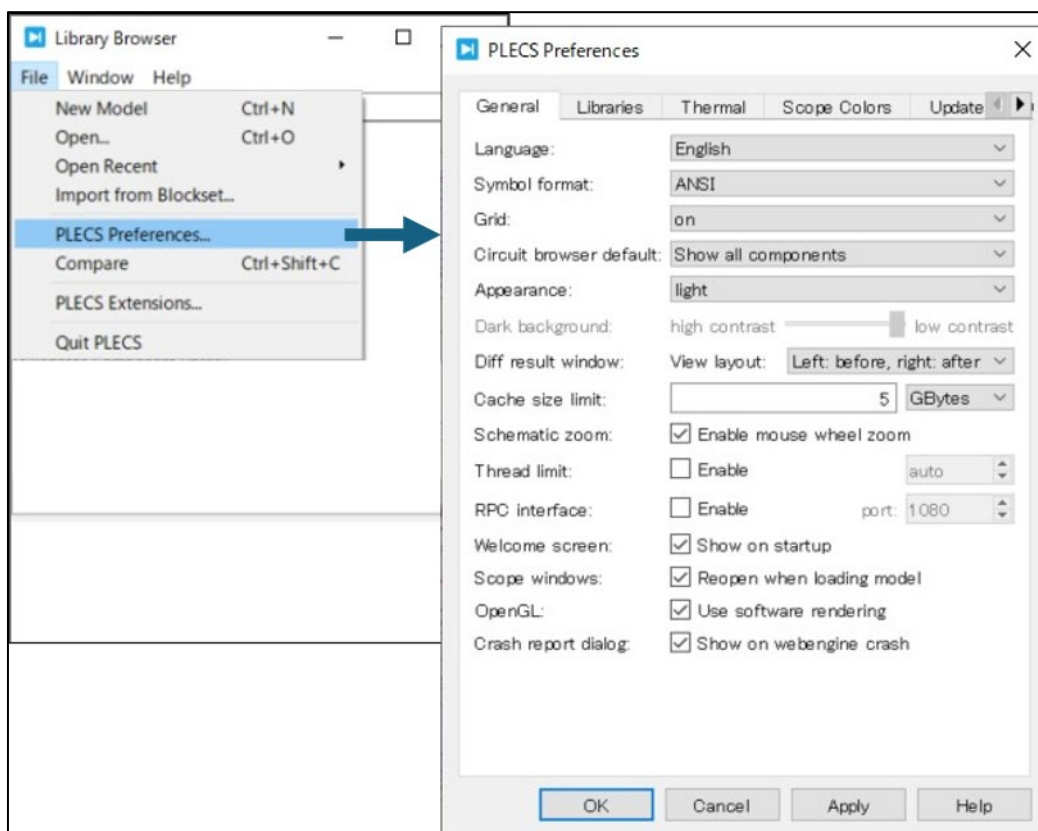 Library Browser
File Window Help
New Model Ctrl+N
Open... Ctrl+O
Open Recent
Import from Blockset...
PLECS Preferences...
Compare Ctrl+Shift+C
PLECS Extensions...
Quit PLECS
PLECS Preferences
General Libraries Thermal Scope Colors Update
Language: English
Symbol format: ANSI
Grid: on
Circuit browser default: Show all components
Appearance: light
Dark background: high contrast low contrast
Diff result window: View layout: Left: before, right: after
Cache size limit: 5 GBytes
Schematic zoom: Enable mouse wheel zoom
Thread limit: Enable auto
RPC interface: Enable port: 1080
Welcome screen: Show on startup
Scope windows: Reopen when loading model
OpenGL: Use software rendering
Crash report dialog: Show on webengine crash
OK Cancel Apply Help